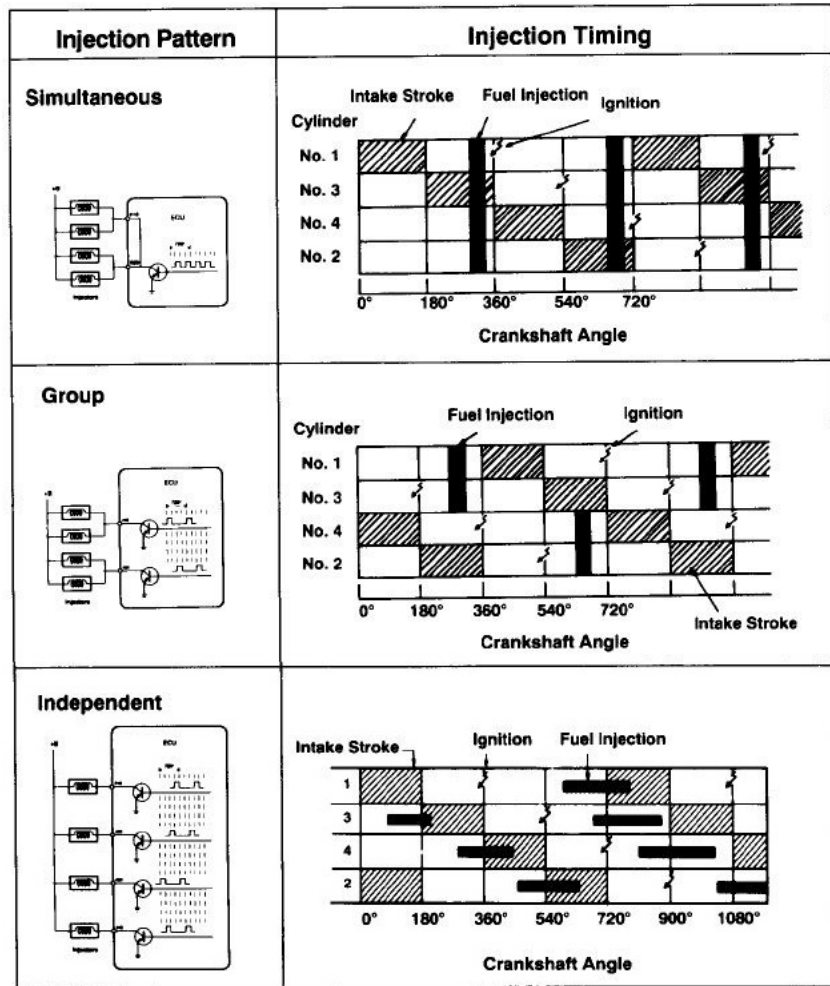 Injection Pattern
Injection Timing
Simultaneous
Intake Stroke
Fuel Injection
Ignition
Cylinder
No. 1
No. 3
No. 4
No. 2
0° 180° 360° 540° 720°
Crankshaft Angle
+B
ECU
Injectors
Group
Fuel Injection
Ignition
Cylinder
No. 1
No. 3
No. 4
No. 2
0° 180° 360° 540° 720°
Intake Stroke
Crankshaft Angle
+B
ECU
Injectors
Independent
Intake Stroke
Ignition
Fuel Injection
1
3
4
2
0° 180° 360° 540° 720° 900° 1080°
Crankshaft Angle
+B
ECU
Injectors